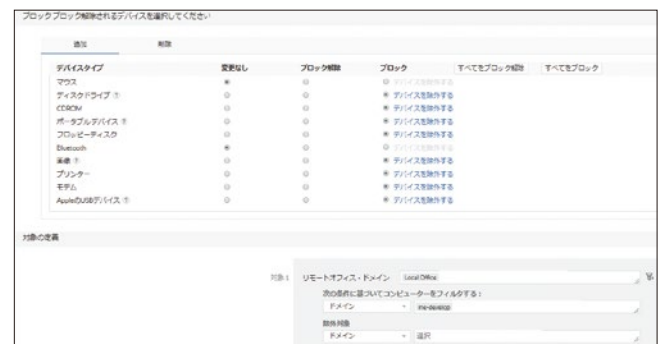 ブロックブロック解除されるデバイスを選択してください
追加 削除
デバイスタイプ 変更なし ブロック解除 ブロック すべてをブロック解除 すべてをブロック
マウス デバイスを除外する
ディスクドライブ デバイスを除外する
CDROM デバイスを除外する
ポータブルデバイス デバイスを除外する
フロッピーディスク デバイスを除外する
Bluetooth デバイスを除外する
画像 デバイスを除外する
プリンター デバイスを除外する
モデム デバイスを除外する
AppleのUSBデバイス デバイスを除外する
対象の定義
対象1 リモートオフィス・ドメイン Local Office
次の条件に基づいてコンピューターをフィルタする：
ドメイン me-develop
除外対象
ドメイン 選択